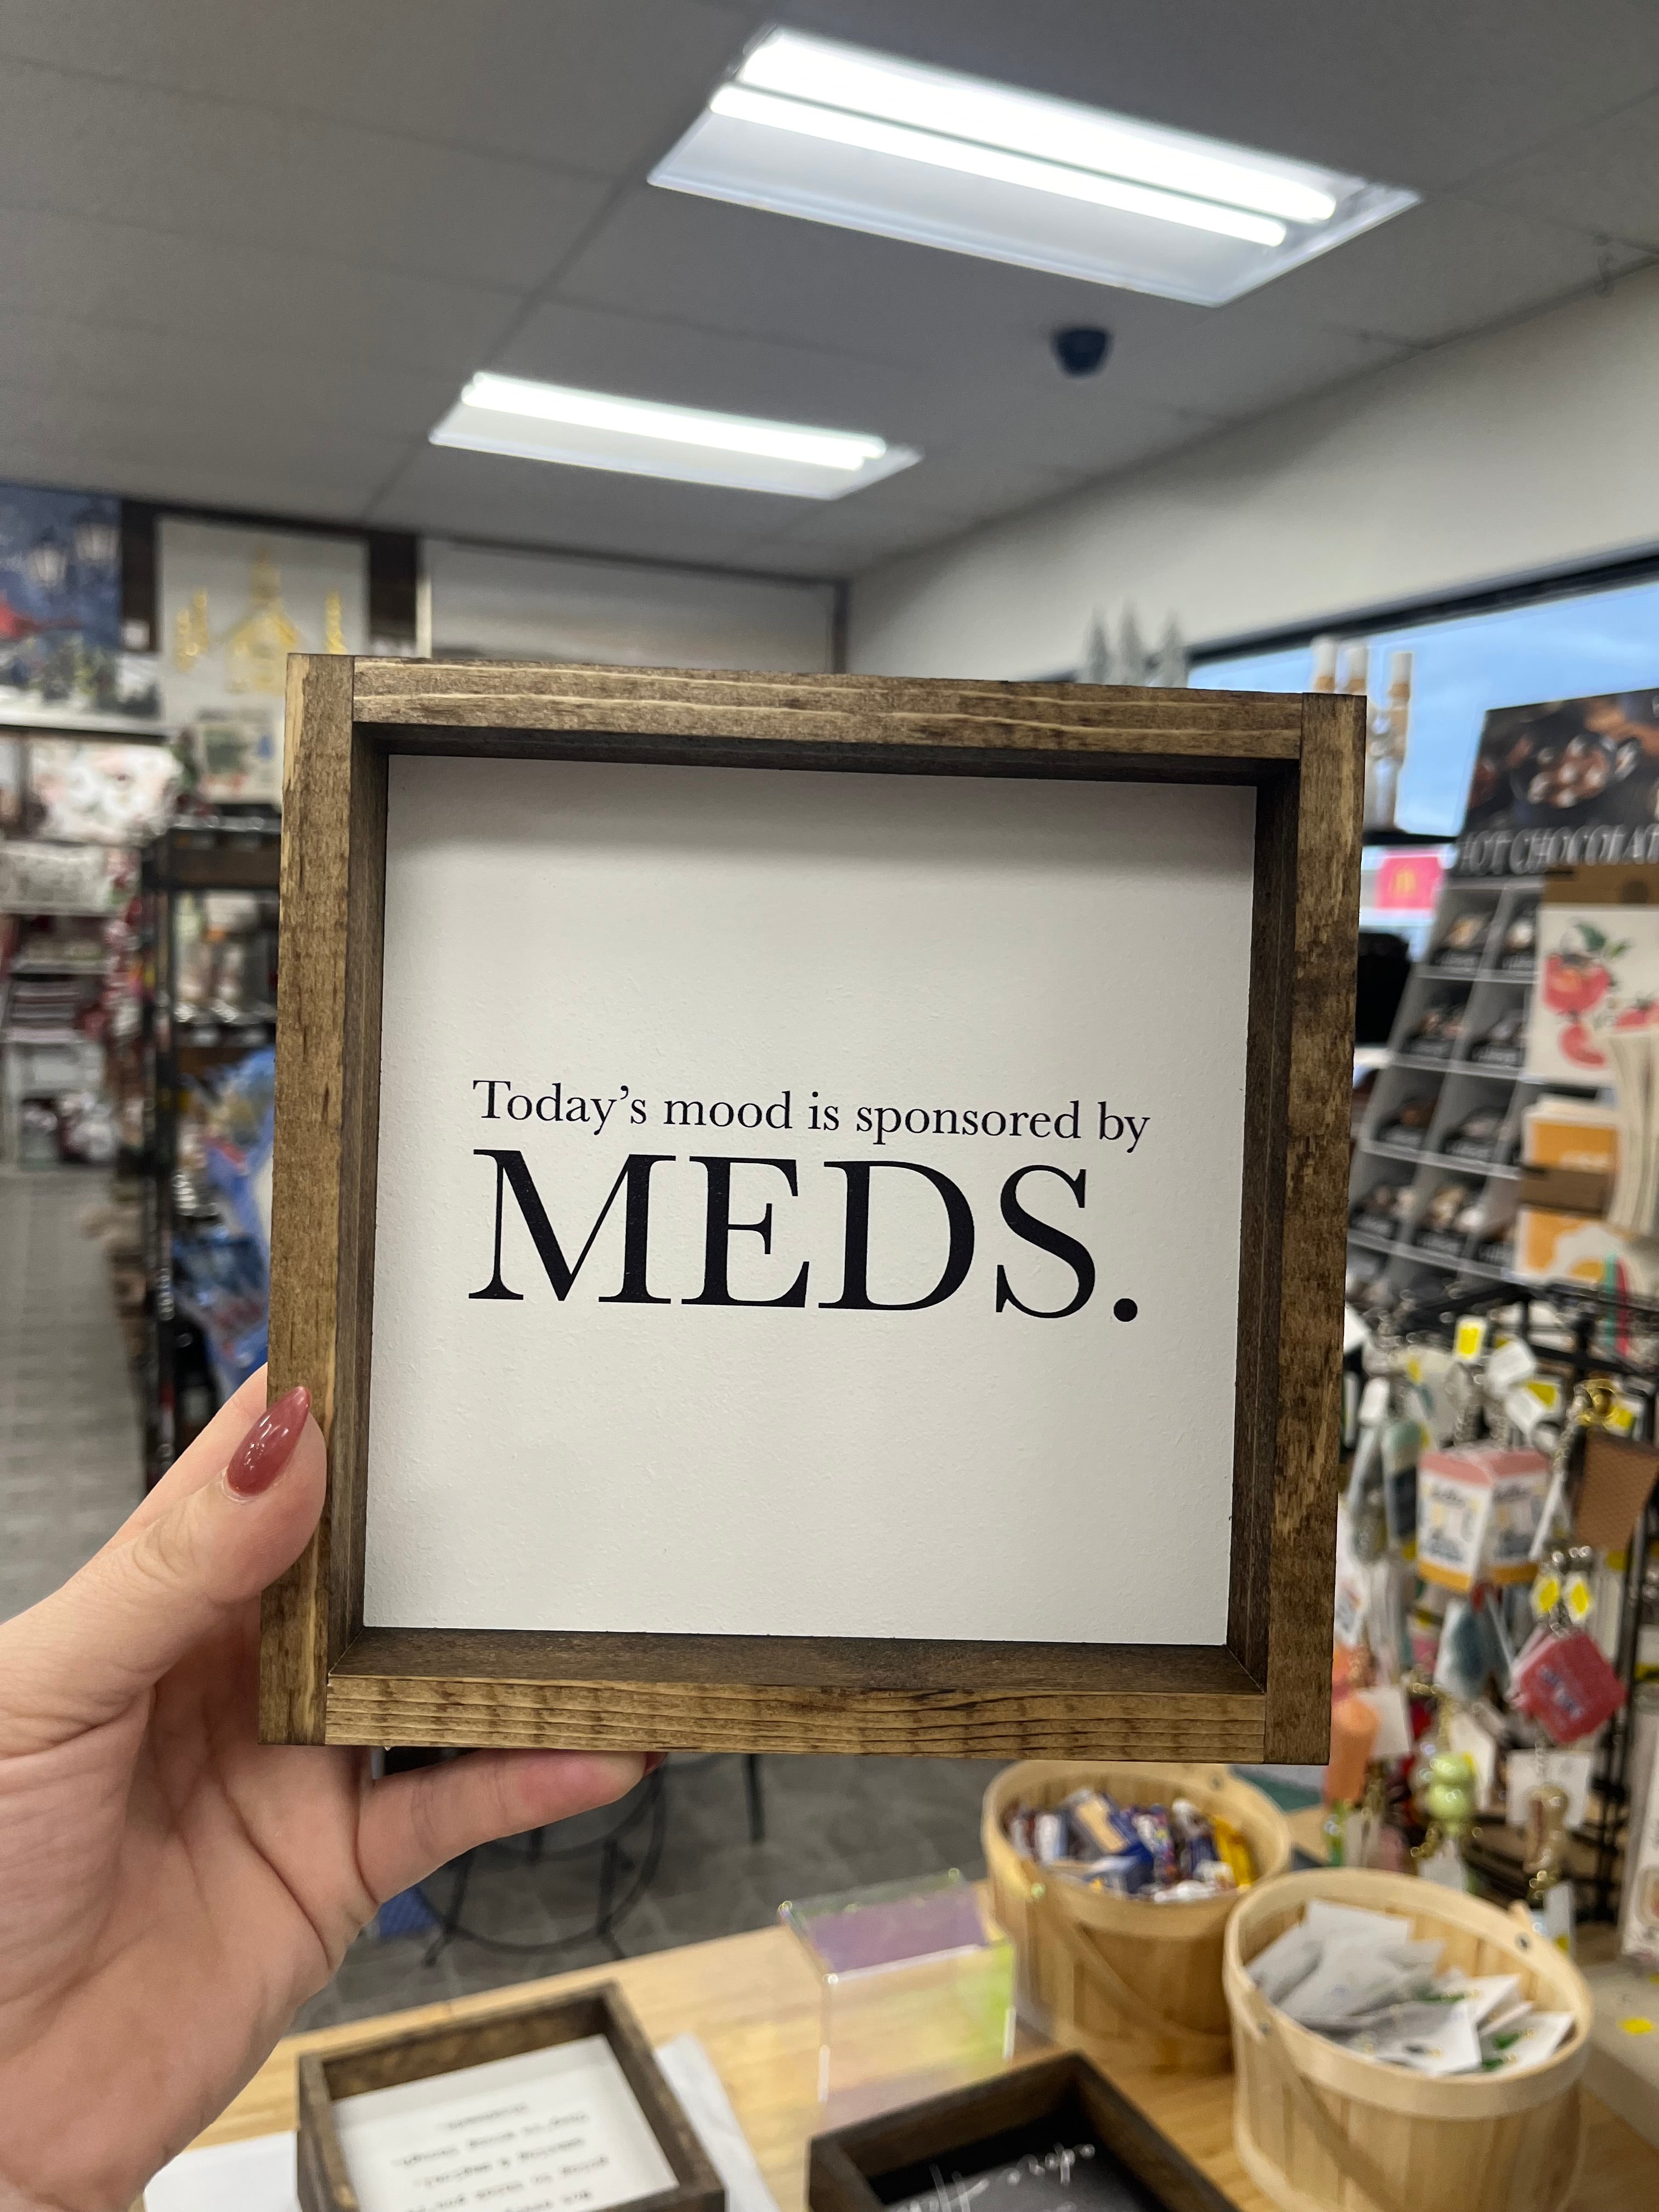 HOT CHOCOLAT
Today’s mood is sponsored by
MEDS.